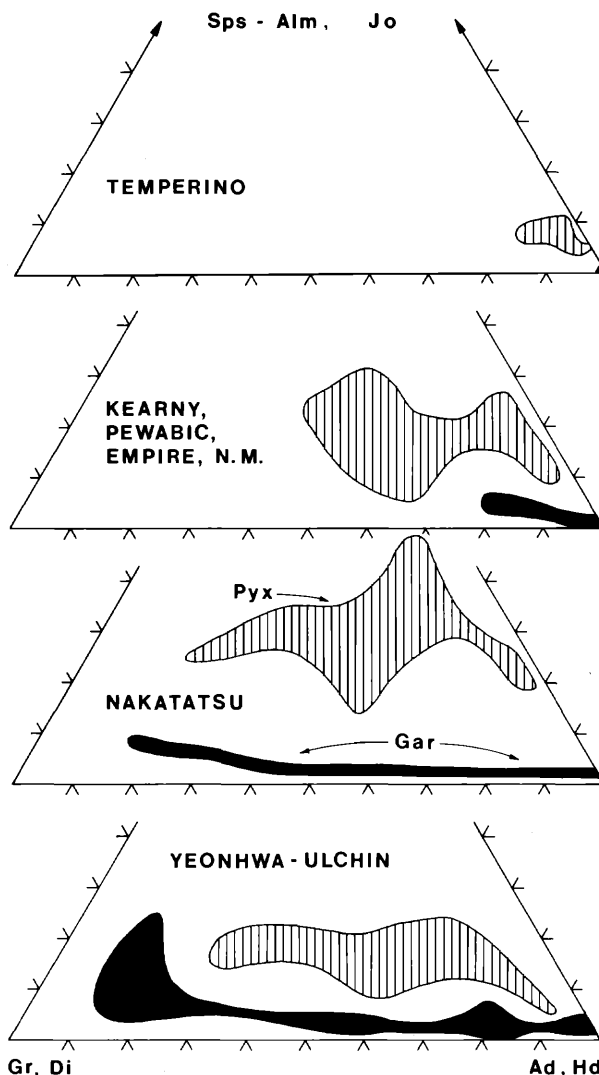 Sps - Alm, Jo
TEMPERINO
KEARNY,
PEWABIC,
EMPIRE, N.M.
Pyx
NAKATATSU
Gar
YEONHWA - ULCHIN
Gr, Di
Ad, Hd